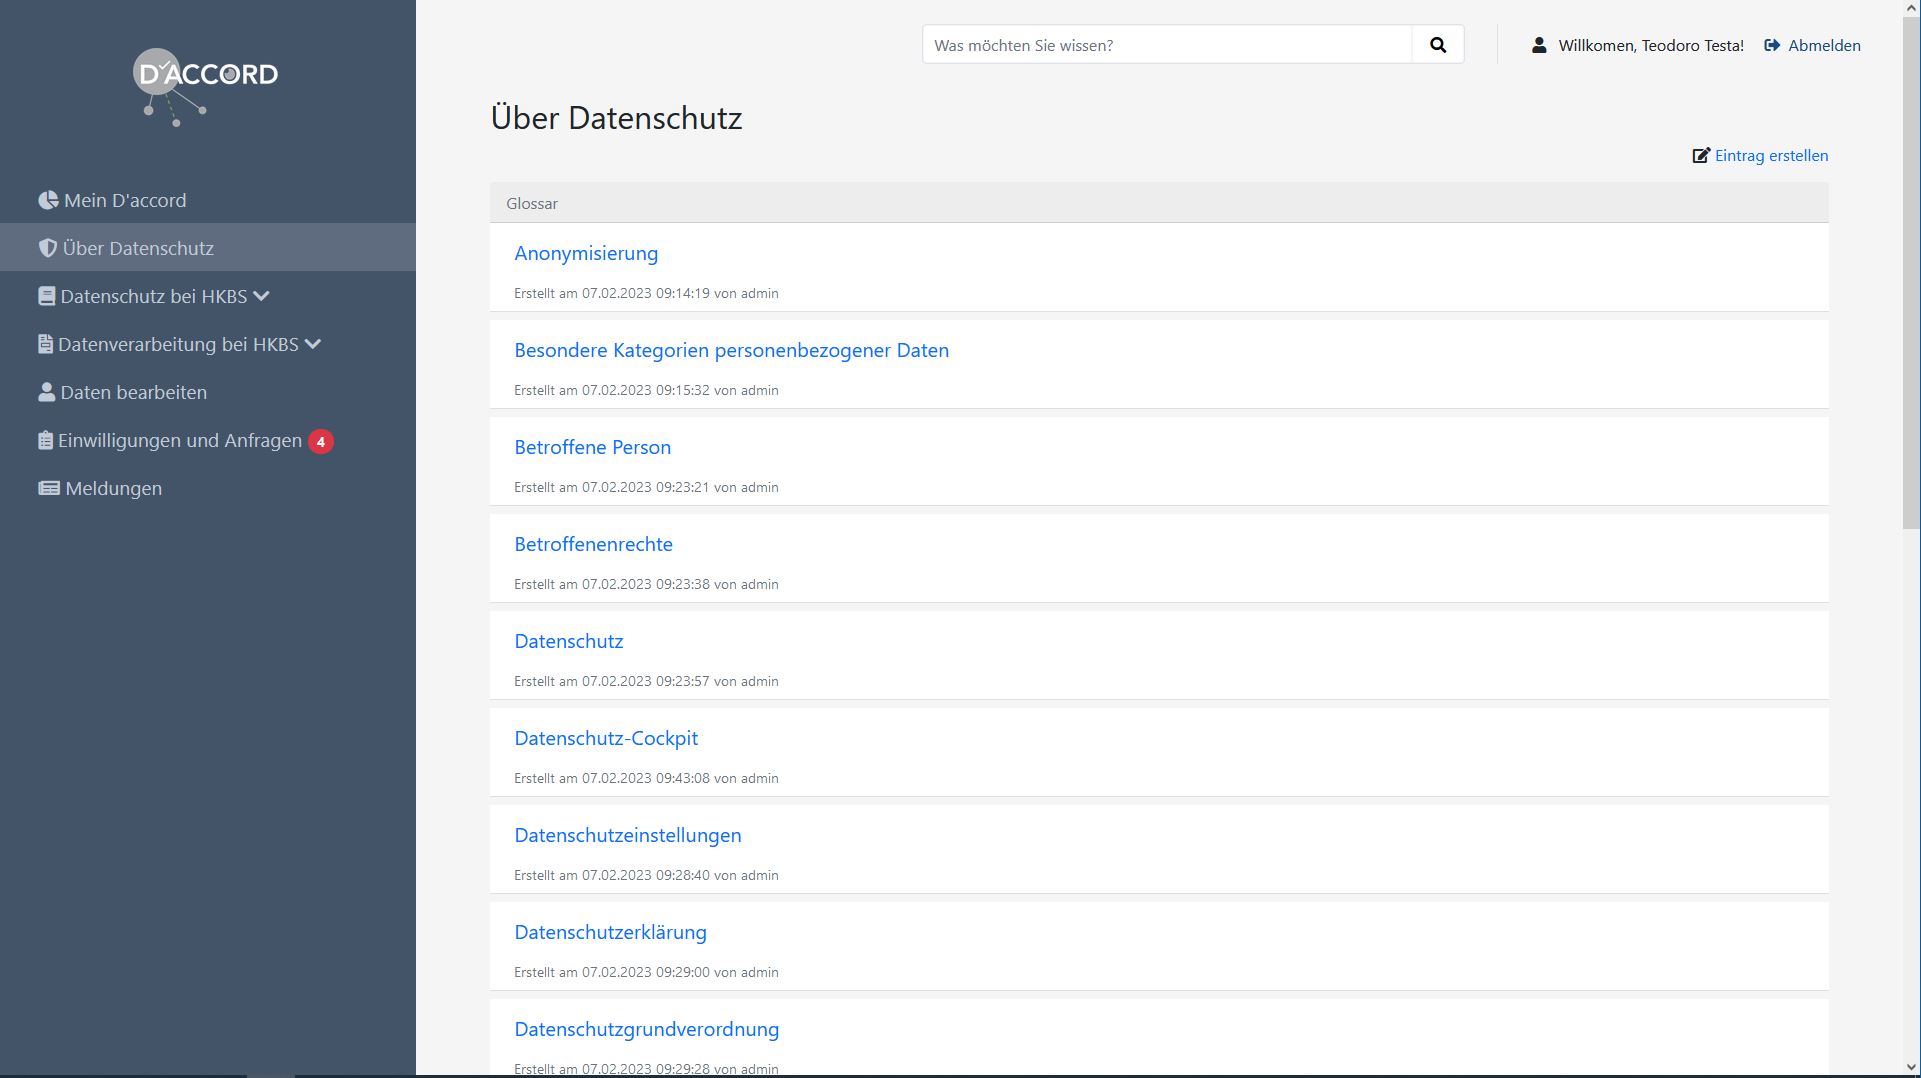 D'ACCORD
Mein D'accord
Über Datenschutz
Datenschutz bei HKBS
Datenverarbeitung bei HKBS
Daten bearbeiten
Einwilligungen und Anfragen 4
Meldungen
Was möchten Sie wissen?
Willkomen, Teodoro Testa! Abmelden
Über Datenschutz
Eintrag erstellen
Glossar
Anonymisierung
Erstellt am 07.02.2023 09:14:19 von admin
Besondere Kategorien personenbezogener Daten
Erstellt am 07.02.2023 09:15:32 von admin
Betroffene Person
Erstellt am 07.02.2023 09:23:21 von admin
Betroffenenrechte
Erstellt am 07.02.2023 09:23:38 von admin
Datenschutz
Erstellt am 07.02.2023 09:23:57 von admin
Datenschutz-Cockpit
Erstellt am 07.02.2023 09:43:08 von admin
Datenschutzeinstellungen
Erstellt am 07.02.2023 09:28:40 von admin
Datenschutzerklärung
Erstellt am 07.02.2023 09:29:00 von admin
Datenschutzgrundverordnung
Erstellt am 07.02.2023 09:29:28 von admin